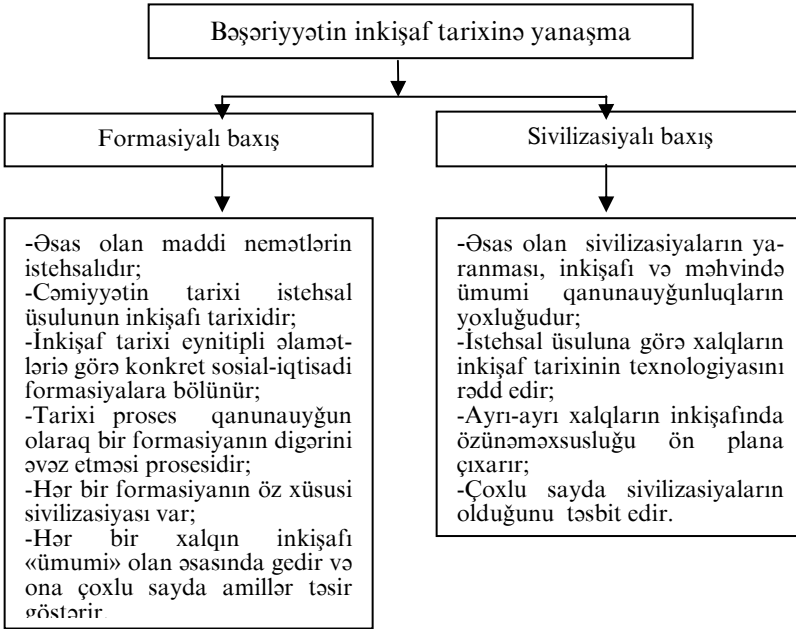 Bəşəriyyətin inkişaf tarixinə yanaşma
Formasiyalı baxış
Sivilizasiyalı baxış
-Əsas olan maddi nemətlərin
istehsalıdır;
-Cəmiyyətin tarixi istehsal
üsulunun inkişafı tarixidir;
-İnkişaf tarixi eynitipli əlamət-
ləriə görə konkret sosial-iqtisadi
formasiyalara bölünür;
-Tarixi proses qanunauyğun
olaraq bir formasiyanın digərini
əvəz etməsi prosesidir;
-Hər bir formasiyanın öz xüsusi
sivilizasiyası var;
-Hər bir xalqın inkişafı
«ümumi» olan əsasında gedir və
ona çoxlu sayda amillər təsir
göstərir.
-Əsas olan sivilizasiyaların ya-
ranması, inkişafı və məhvində
ümumi qanunauyğunluqların
yoxluğudur;
-İstehsal üsuluna görə xalqların
inkişaf tarixinin texnologiyasını
rədd edir;
-Ayrı-ayrı xalqların inkişafında
özünəməxsusluğu ön plana
çıxarır;
-Çoxlu sayda sivilizasiyaların
olduğunu təsbit edir.